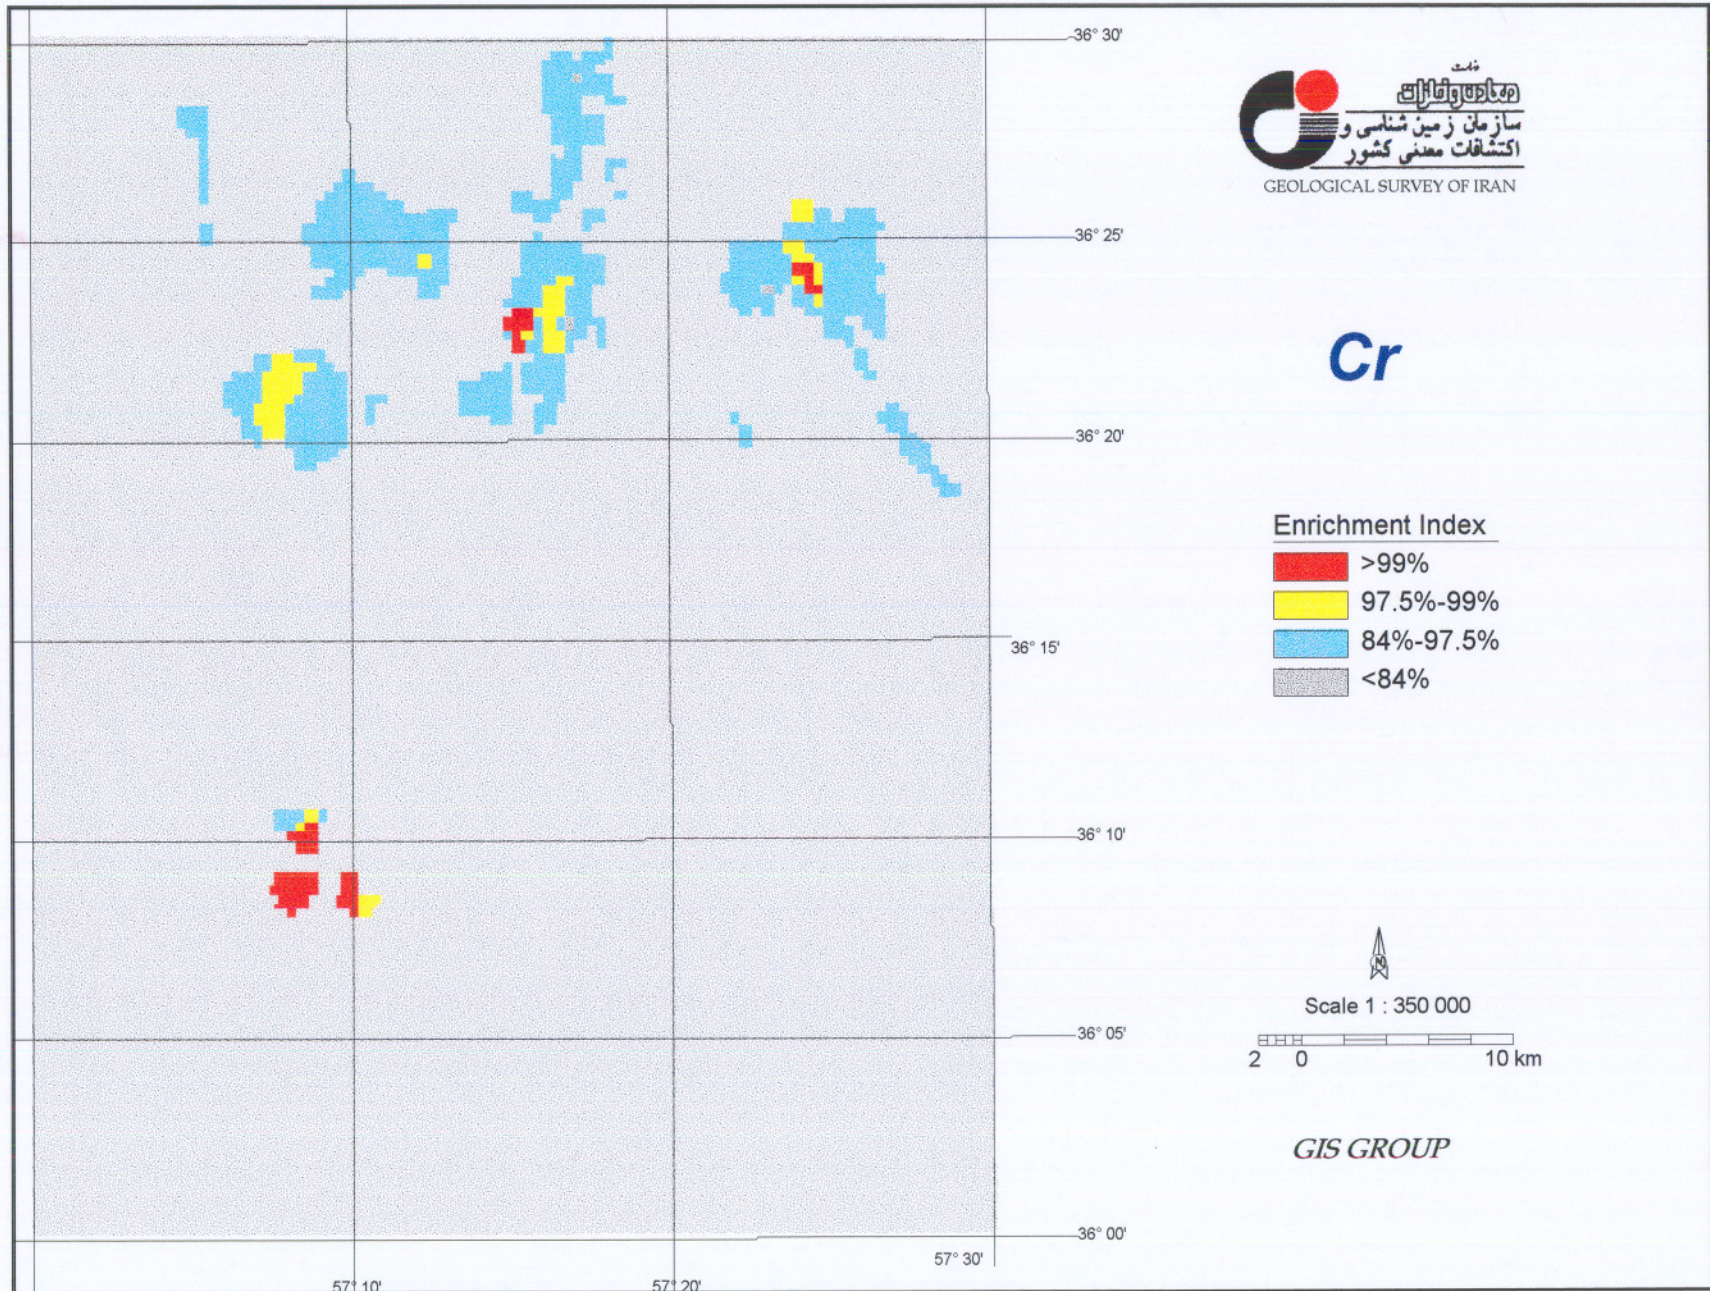 36° 30'
معادن و فلزات
سازمان زمین شناسی و
اکتشافات معدنی کشور
GEOLOGICAL SURVEY OF IRAN
36° 25'
Cr
36° 20'
Enrichment Index
>99%
97.5%-99%
84%-97.5%
<84%
36° 15'
36° 10'
N
Scale 1 : 350 000
36° 05'
2 0 10 km
GIS GROUP
36° 00'
57° 30'
57° 10'
57° 20'